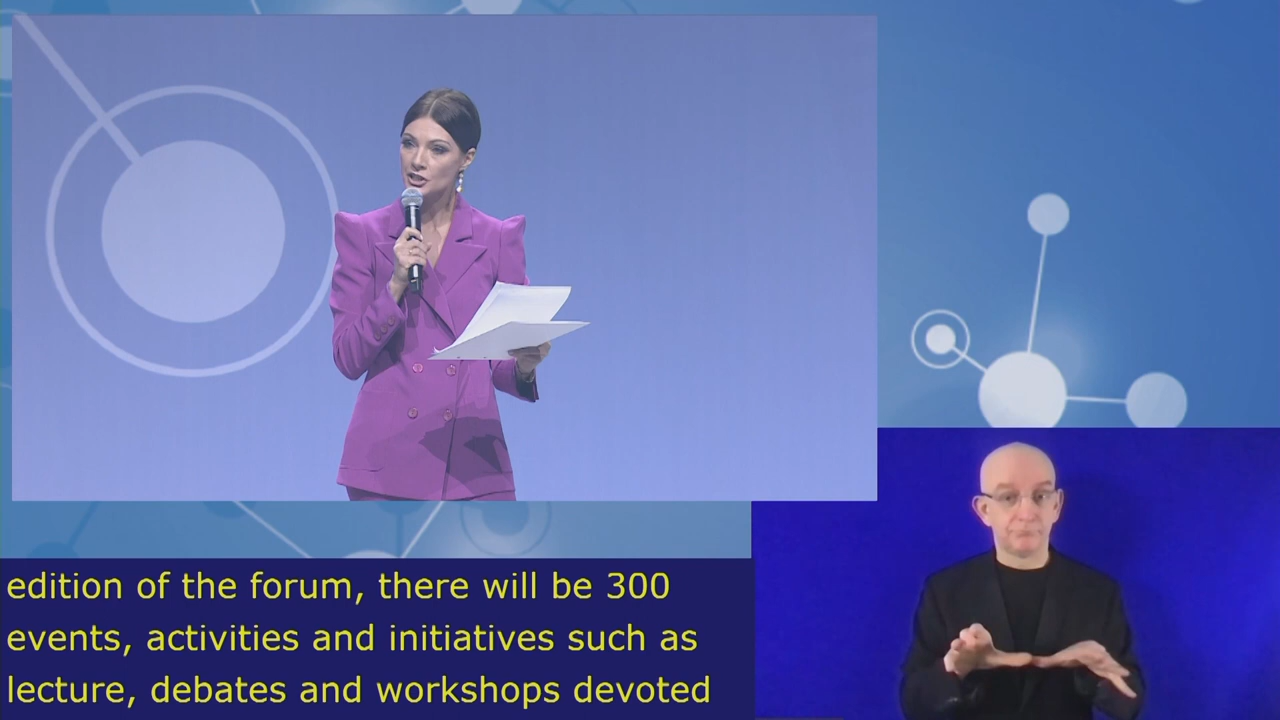 edition of the forum, there will be 300
events, activities and initiatives such as
lecture, debates and workshops devoted